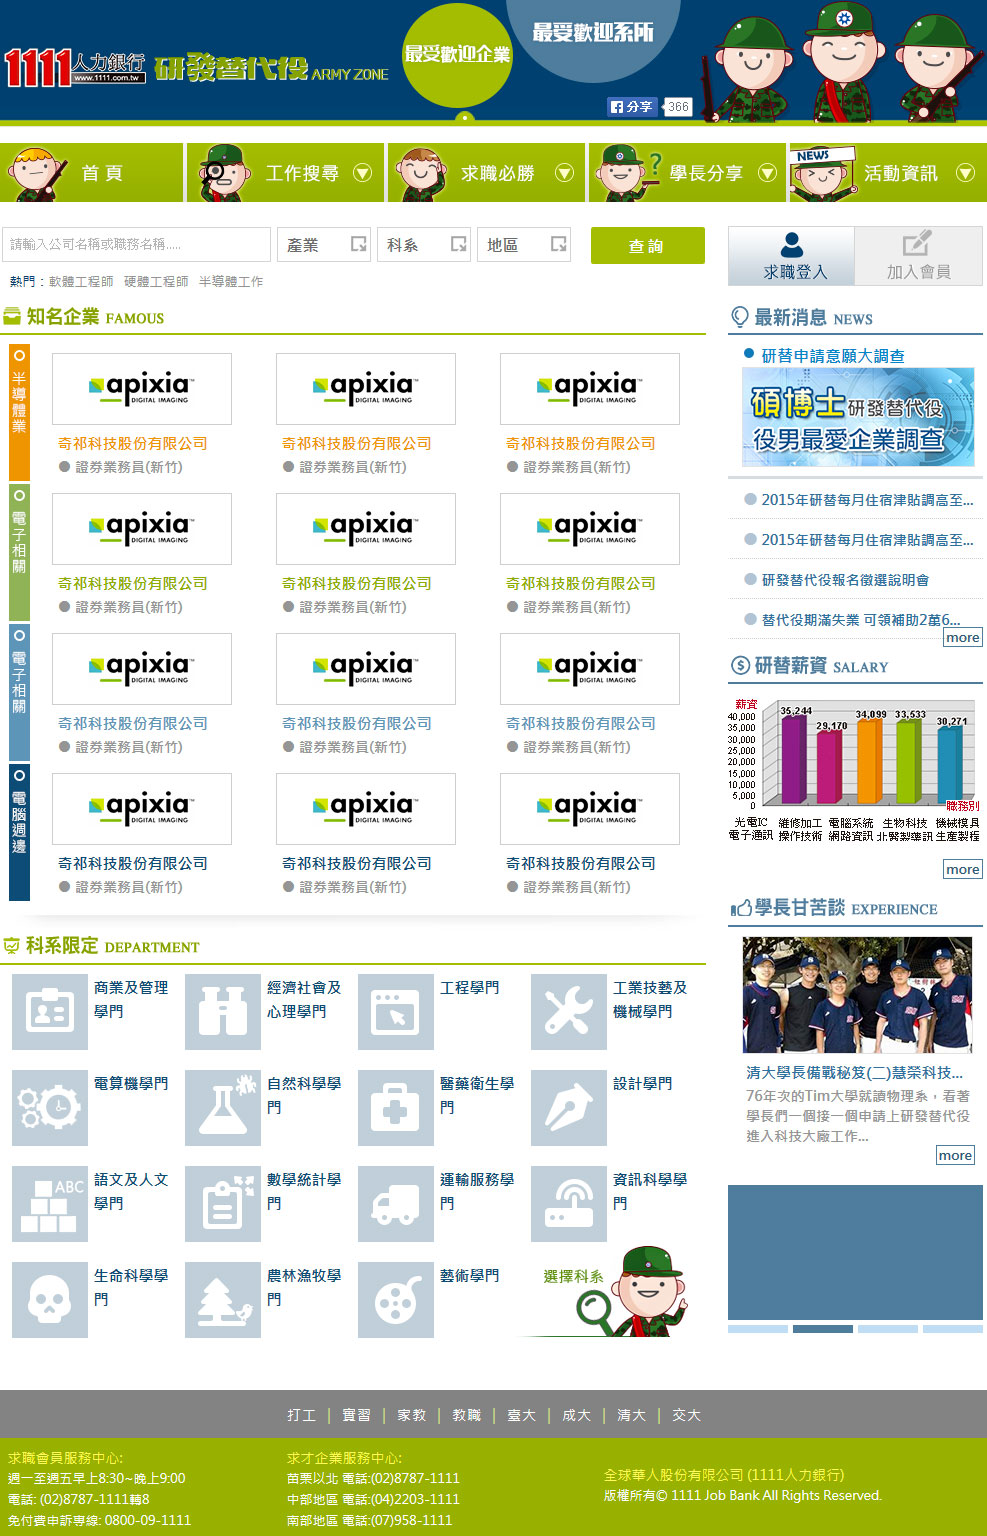 1111 人力銀行
www.1111.com.tw
研發替代役 ARMY ZONE
最受歡迎企業
最受歡迎系所
分享 366
首頁
工作搜尋
求職必勝
?
學長分享
NEWS
活動資訊
請輸入公司名稱或職務名稱.....
產業
科系
地區
查詢
求職登入
加入會員
熱門：軟體工程師 硬體工程師 半導體工作
知名企業 FAMOUS
半導體業
apixia™ DIGITAL IMAGING
apixia™ DIGITAL IMAGING
apixia™ DIGITAL IMAGING
奇祁科技股份有限公司
奇祁科技股份有限公司
奇祁科技股份有限公司
● 證券業務員(新竹)
● 證券業務員(新竹)
● 證券業務員(新竹)
電子相關
apixia™ DIGITAL IMAGING
apixia™ DIGITAL IMAGING
apixia™ DIGITAL IMAGING
奇祁科技股份有限公司
奇祁科技股份有限公司
奇祁科技股份有限公司
● 證券業務員(新竹)
● 證券業務員(新竹)
● 證券業務員(新竹)
電子相關
apixia™ DIGITAL IMAGING
apixia™ DIGITAL IMAGING
apixia™ DIGITAL IMAGING
奇祁科技股份有限公司
奇祁科技股份有限公司
奇祁科技股份有限公司
● 證券業務員(新竹)
● 證券業務員(新竹)
● 證券業務員(新竹)
電腦週邊
apixia™ DIGITAL IMAGING
apixia™ DIGITAL IMAGING
apixia™ DIGITAL IMAGING
奇祁科技股份有限公司
奇祁科技股份有限公司
奇祁科技股份有限公司
● 證券業務員(新竹)
● 證券業務員(新竹)
● 證券業務員(新竹)
科系限定 DEPARTMENT
商業及管理
學門
經濟社會及
心理學門
工程學門
工業技藝及
機械學門
電算機學門
自然科學學
門
醫藥衛生學
門
設計學門
ABC
語文及人文
學門
數學統計學
門
運輸服務學
門
資訊科學學
門
生命科學學
門
農林漁牧學
門
藝術學門
選擇科系
最新消息 NEWS
研替申請意願大調查
碩博士研發替代役
役男最愛企業調查
2015年研替每月住宿津貼調高至...
2015年研替每月住宿津貼調高至...
研發替代役報名徵選說明會
替代役期滿失業 可領補助2萬6...
more
研替薪資 SALARY
薪資
40,000
35,000
30,000
25,000
20,000
15,000
10,000
5,000
0
35,244
29,170
34,099
33,533
30,271
職務別
光電IC 維修加工 電腦系統 生物科技 機械模具
電子通訊 操作技術 網路資訊 北醫製藥訊 生產製程
more
學長甘苦談 EXPERIENCE
清大學長備戰秘笈(二)慧榮科技...
76年次的Tim大學就讀物理系，看著
學長們一個接一個申請上研發替代役
進入科技大廠工作...
more
打工 | 實習 | 家教 | 教職 | 臺大 | 成大 | 清大 | 交大
求職會員服務中心:
週一至週五早上8:30~晚上9:00
電話: (02)8787-1111轉8
免付費申訴專線: 0800-09-1111
求才企業服務中心:
苗栗以北 電話:(02)8787-1111
中部地區 電話:(04)2203-1111
南部地區 電話:(07)958-1111
全球華人股份有限公司 (1111人力銀行)
版權所有© 1111 Job Bank All Rights Reserved.